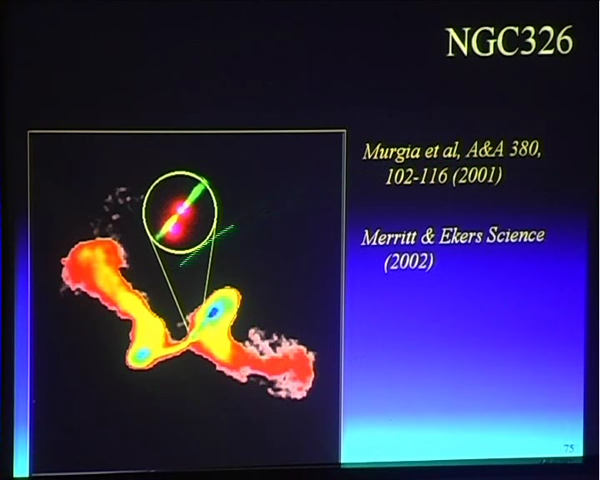 NGC326
Murgia et al, A&A 380,
102-116 (2001)
Merritt & Ekers Science
(2002)
75